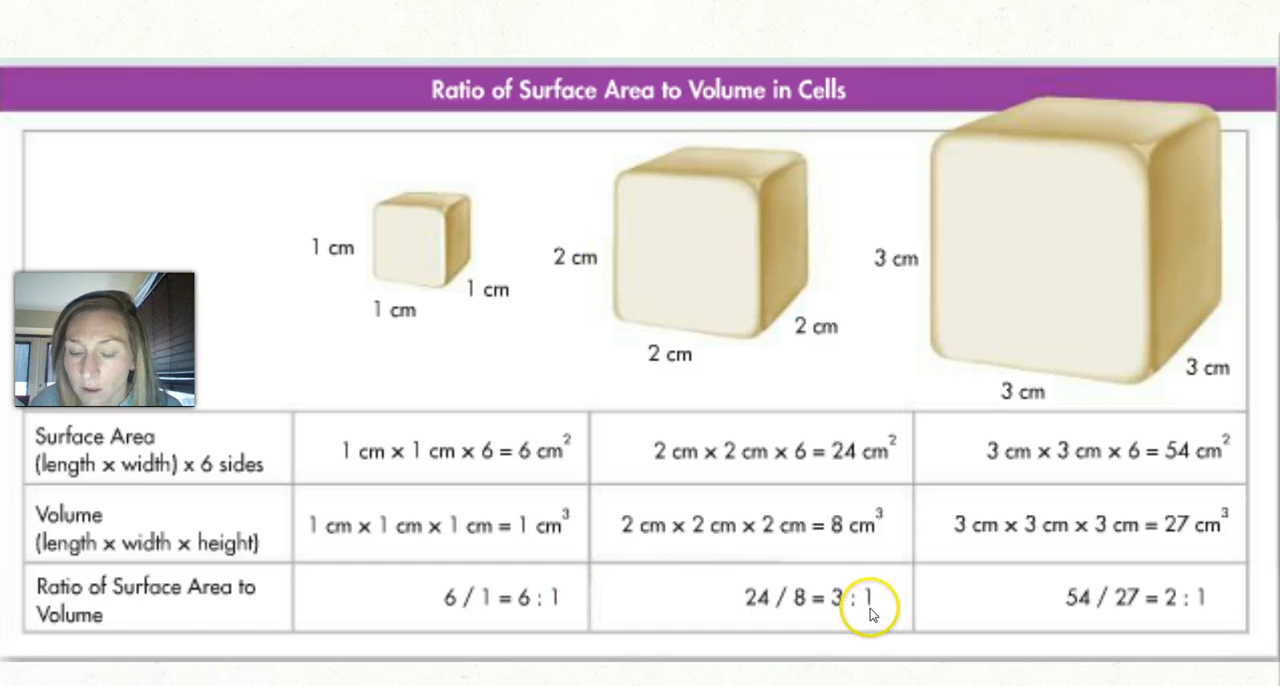 Ratio of Surface Area to Volume in Cells
1 cm
1 cm
1 cm
2 cm
2 cm
2 cm
3 cm
3 cm
3 cm
Surface Area
(length x width) x 6 sides
1 cm x 1 cm x 6 = 6 cm²
2 cm x 2 cm x 6 = 24 cm²
3 cm x 3 cm x 6 = 54 cm²
Volume
(length x width x height)
1 cm x 1 cm x 1 cm = 1 cm³
2 cm x 2 cm x 2 cm = 8 cm³
3 cm x 3 cm x 3 cm = 27 cm³
Ratio of Surface Area to
Volume
6 / 1 = 6 : 1
24 / 8 = 3 : 1
54 / 27 = 2 : 1